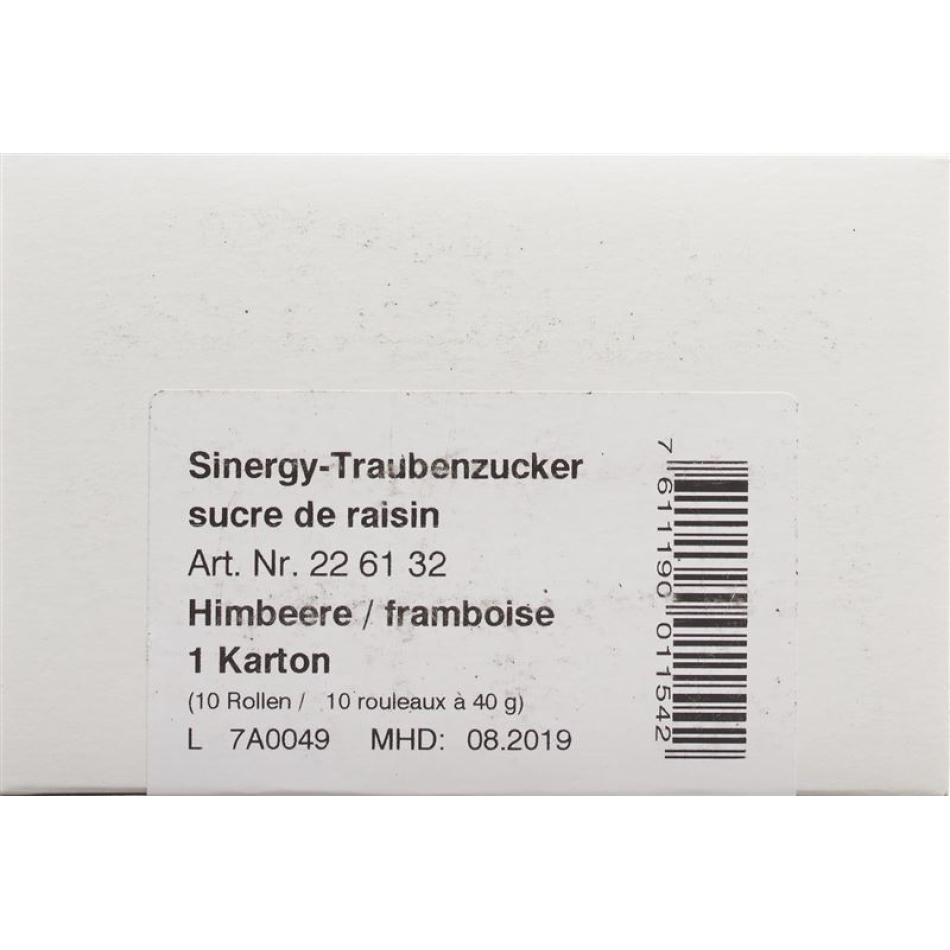 Sinergy-Traubenzucker
sucre de raisin
Art. Nr. 22 61 32
Himbeere / framboise
1 Karton
(10 Rollen / 10 rouleaux à 40 g)
L 7A0049 MHD: 08.2019
7 611190 011542